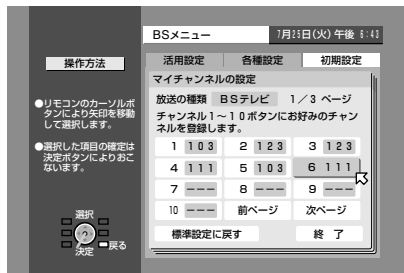 BSメニュー 7月25日(火) 午後 6:43
操作方法
活用設定 各種設定 初期設定
マイチャンネルの設定
放送の種類 BSテレビ 1/3 ページ
チャンネル1~10ボタンにお好みのチャン
ネルを登録します。
●リモコンのカーソルボ
タンにより矢印を移動
して選択します。
●選択した項目の確定は
決定ボタンによりおこ
ないます。
1 103 2 123 3 123
4 111 5 103 6 111
7 --- 8 --- 9 ---
10 --- 前ページ 次ページ
標準設定に戻す 終 了
選択
戻る
決定